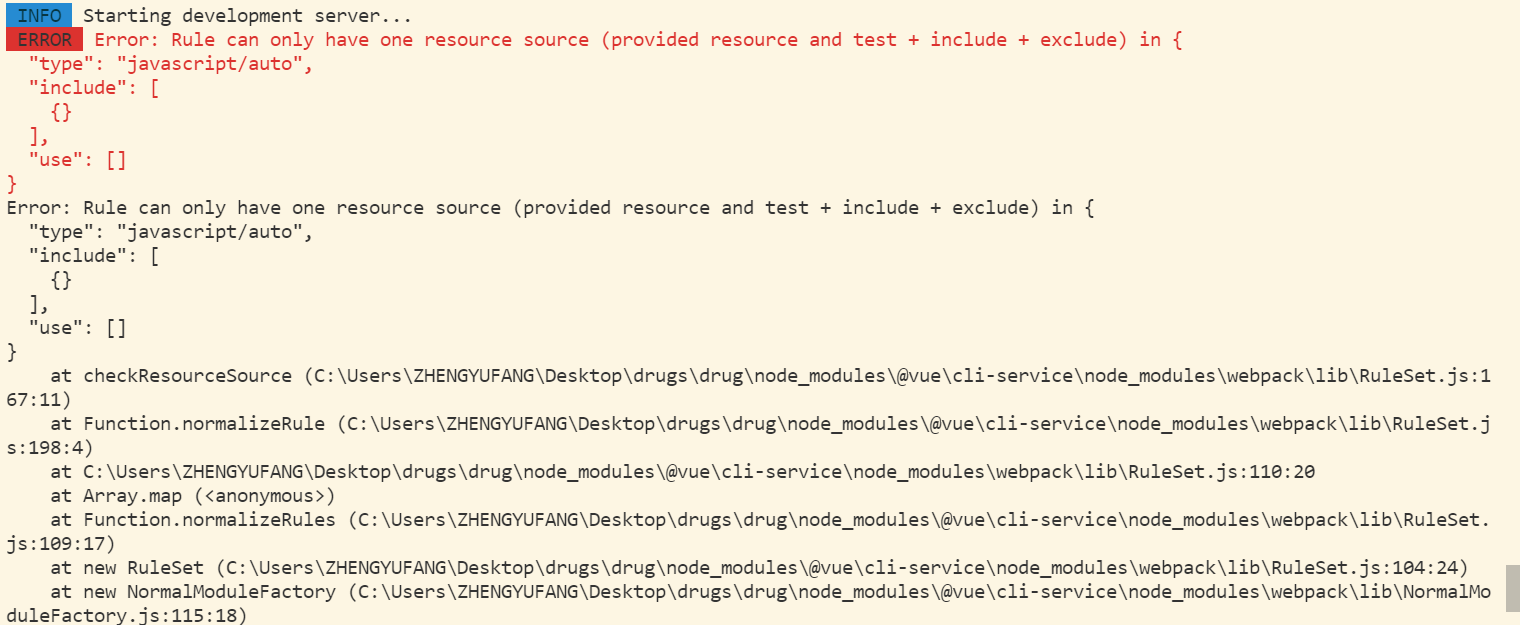 INFO  Starting development server...
ERROR  Error: Rule can only have one resource source (provided resource and test + include + exclude) in {
  "type": "javascript/auto",
  "include": [
    {}
  ],
  "use": []
}
Error: Rule can only have one resource source (provided resource and test + include + exclude) in {
  "type": "javascript/auto",
  "include": [
    {}
  ],
  "use": []
}
    at checkResourceSource (C:\Users\ZHENGYUFANG\Desktop\drugs\drug\node_modules\@vue\cli-service\node_modules\webpack\lib\RuleSet.js:1
67:11)
    at Function.normalizeRule (C:\Users\ZHENGYUFANG\Desktop\drugs\drug\node_modules\@vue\cli-service\node_modules\webpack\lib\RuleSet.j
s:198:4)
    at C:\Users\ZHENGYUFANG\Desktop\drugs\drug\node_modules\@vue\cli-service\node_modules\webpack\lib\RuleSet.js:110:20
    at Array.map (<anonymous>)
    at Function.normalizeRules (C:\Users\ZHENGYUFANG\Desktop\drugs\drug\node_modules\@vue\cli-service\node_modules\webpack\lib\RuleSet.
js:109:17)
    at new RuleSet (C:\Users\ZHENGYUFANG\Desktop\drugs\drug\node_modules\@vue\cli-service\node_modules\webpack\lib\RuleSet.js:104:24)
    at new NormalModuleFactory (C:\Users\ZHENGYUFANG\Desktop\drugs\drug\node_modules\@vue\cli-service\node_modules\webpack\lib\NormalMo
duleFactory.js:115:18)